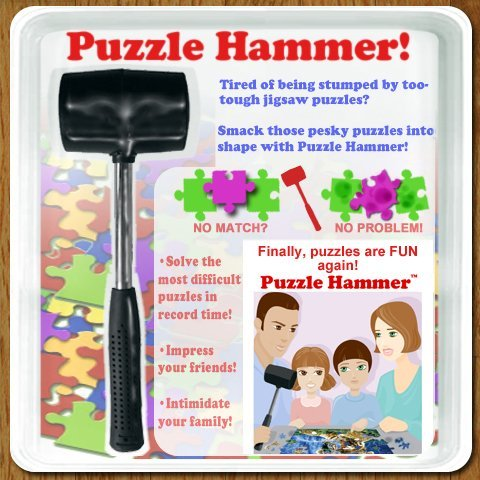 Puzzle Hammer!
Tired of being stumped by too-
tough jigsaw puzzles?
Smack those pesky puzzles into
shape with Puzzle Hammer!
NO MATCH?
NO PROBLEM!
•Solve the
most difficult
puzzles in
record time!
•Impress
your friends!
•Intimidate
your family!
Finally, puzzles are FUN
again!
Puzzle Hammer™